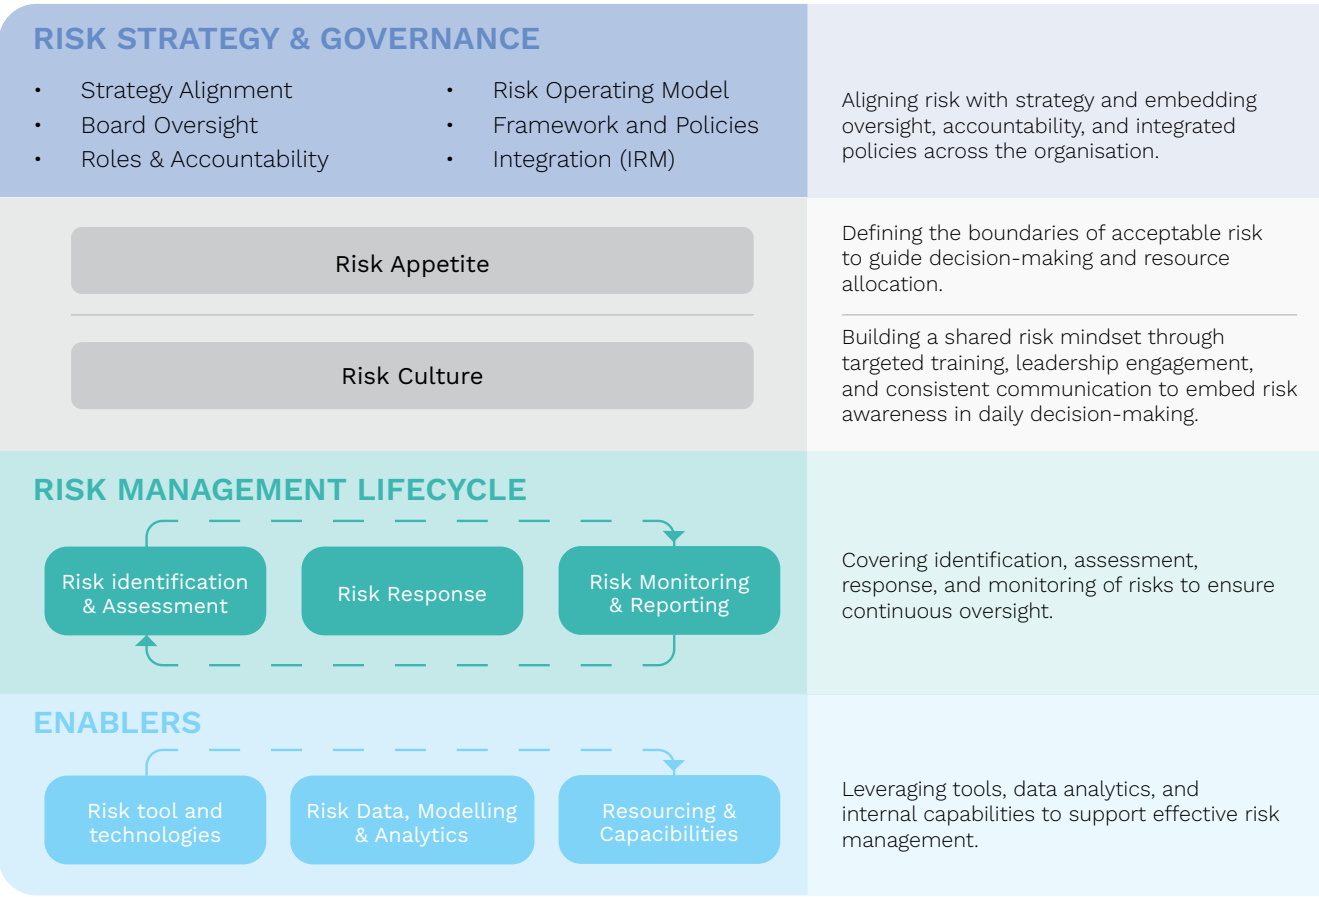 RISK STRATEGY & GOVERNANCE
• Strategy Alignment
• Board Oversight
• Roles & Accountability
• Risk Operating Model
• Framework and Policies
• Integration (IRM)
Aligning risk with strategy and embedding
oversight, accountability, and integrated
policies across the organisation.
Risk Appetite
Defining the boundaries of acceptable risk
to guide decision-making and resource
allocation.
Risk Culture
Building a shared risk mindset through
targeted training, leadership engagement,
and consistent communication to embed risk
awareness in daily decision-making.
RISK MANAGEMENT LIFECYCLE
Risk identification
& Assessment
Risk Response
Risk Monitoring
& Reporting
Covering identification, assessment,
response, and monitoring of risks to ensure
continuous oversight.
ENABLERS
Risk tool and
technologies
Risk Data, Modelling
& Analytics
Resourcing &
Capacibilities
Leveraging tools, data analytics, and
internal capabilities to support effective risk
management.